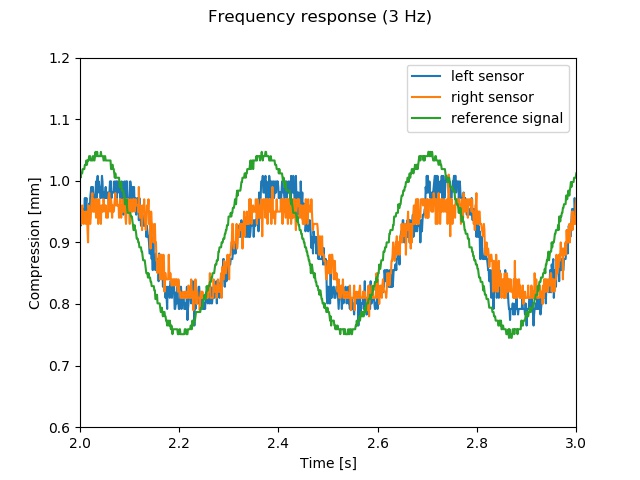 Frequency response (3 Hz)
1.2
1.1
1.0
0.9
0.8
0.7
0.6
Compression [mm]
left sensor
right sensor
reference signal
2.0
2.2
2.4
2.6
2.8
3.0
Time [s]